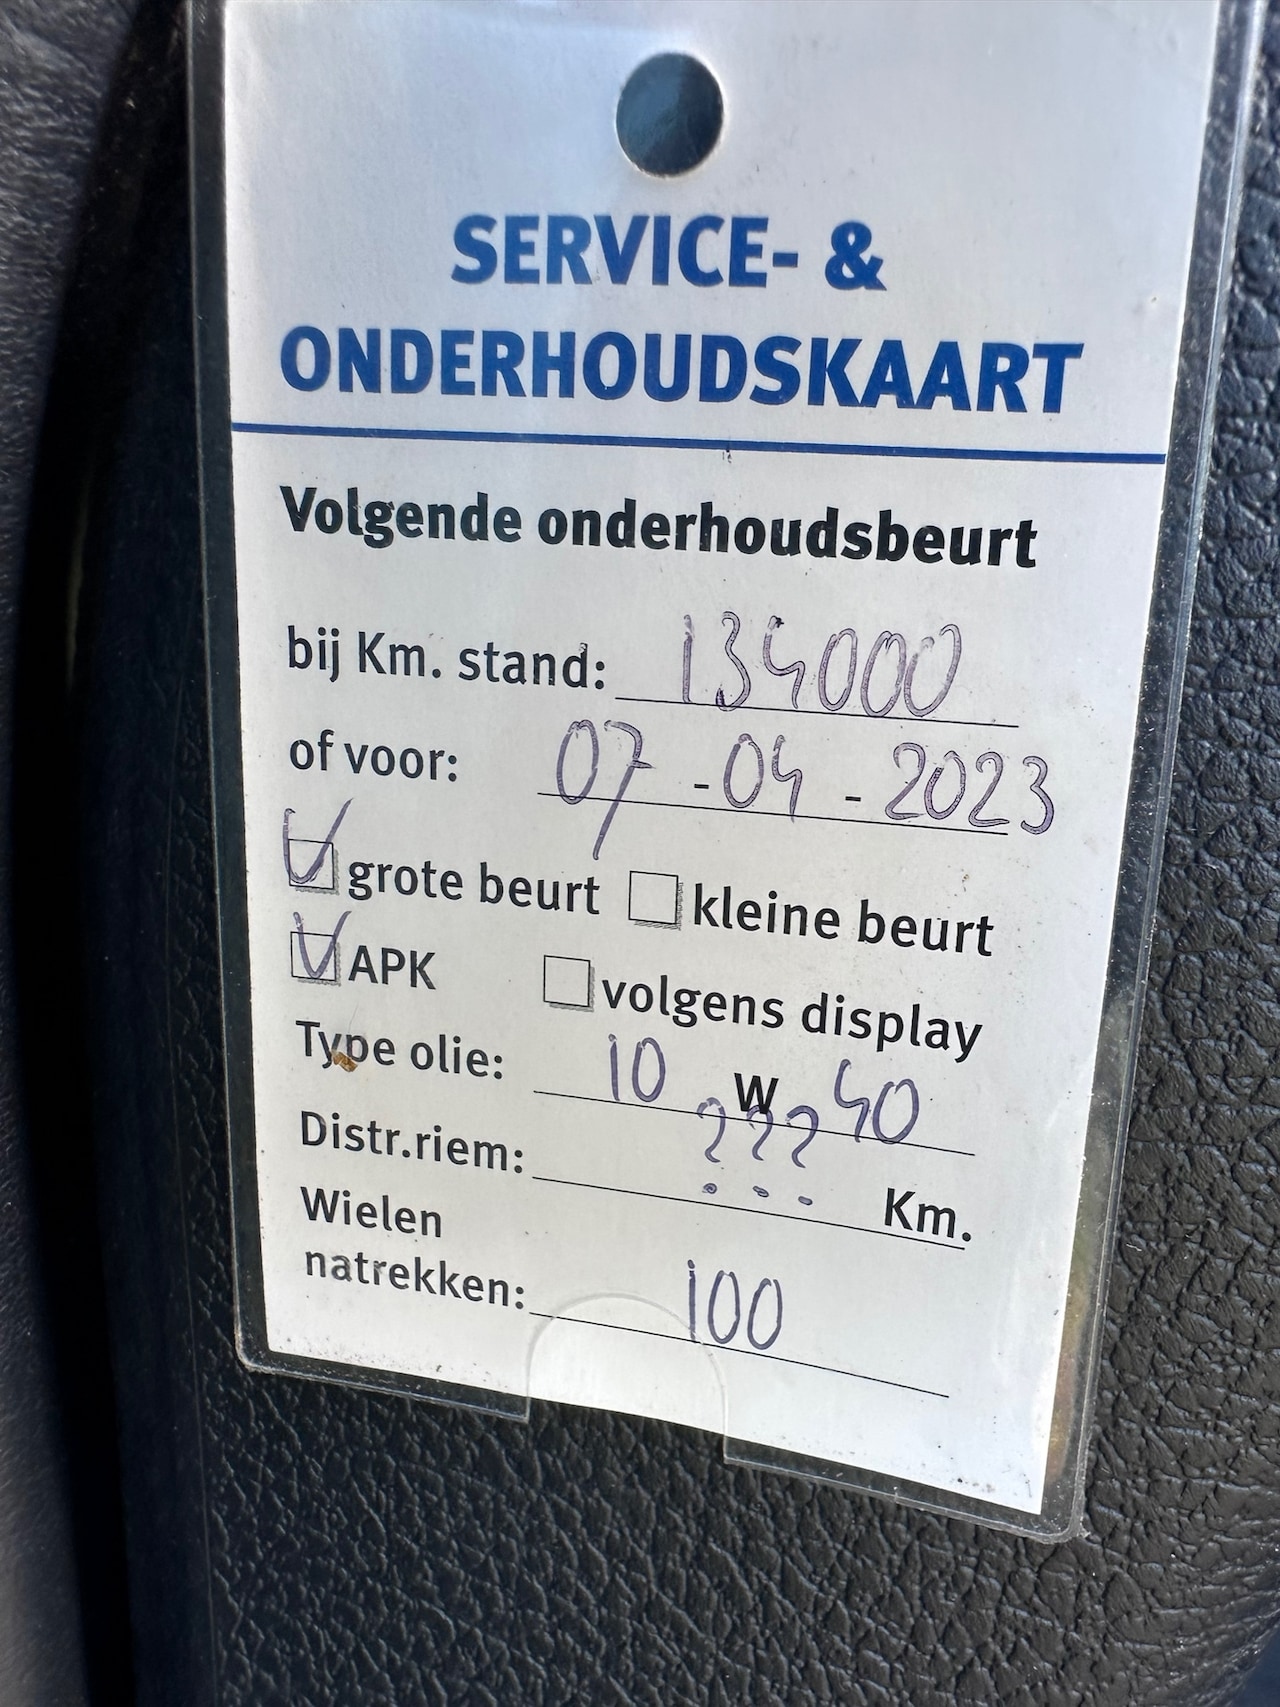 SERVICE- &
ONDERHOUDSKAART
Volgende onderhoudsbeurt
bij Km. stand: 134000
of voor: 07-04-2023
grote beurt kleine beurt
APK volgens display
Type olie: 10 W 40
Distr.riem: ??? Km.
Wielen
natrekken: 100